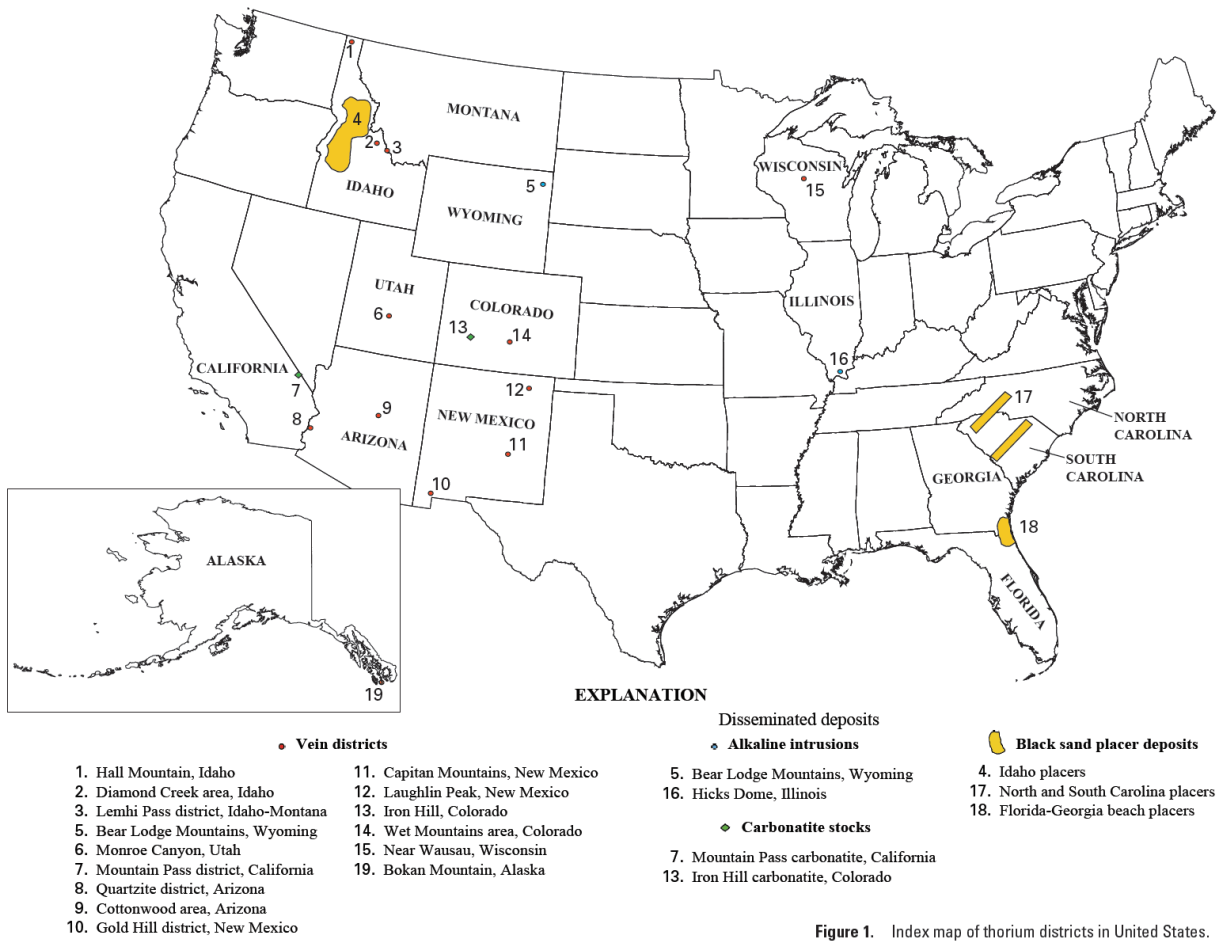 1
MONTANA
4
2
3
WISCONSIN
15
IDAHO
5
WYOMING
UTAH
6
COLORADO
13
14
ILLINOIS
16
CALIFORNIA
7
8
9
ARIZONA
12
NEW MEXICO
11
10
17
NORTH
CAROLINA
SOUTH
CAROLINA
GEORGIA
18
FLORIDA
ALASKA
19
EXPLANATION
Vein districts
1. Hall Mountain, Idaho
2. Diamond Creek area, Idaho
3. Lemhi Pass district, Idaho-Montana
5. Bear Lodge Mountains, Wyoming
6. Monroe Canyon, Utah
7. Mountain Pass district, California
8. Quartzite district, Arizona
9. Cottonwood area, Arizona
10. Gold Hill district, New Mexico
11. Capitan Mountains, New Mexico
12. Laughlin Peak, New Mexico
13. Iron Hill, Colorado
14. Wet Mountains area, Colorado
15. Near Wausau, Wisconsin
19. Bokan Mountain, Alaska
Disseminated deposits
Alkaline intrusions
5. Bear Lodge Mountains, Wyoming
16. Hicks Dome, Illinois
Carbonatite stocks
7. Mountain Pass carbonatite, California
13. Iron Hill carbonatite, Colorado
Black sand placer deposits
4. Idaho placers
17. North and South Carolina placers
18. Florida-Georgia beach placers
Figure 1. Index map of thorium districts in United States.